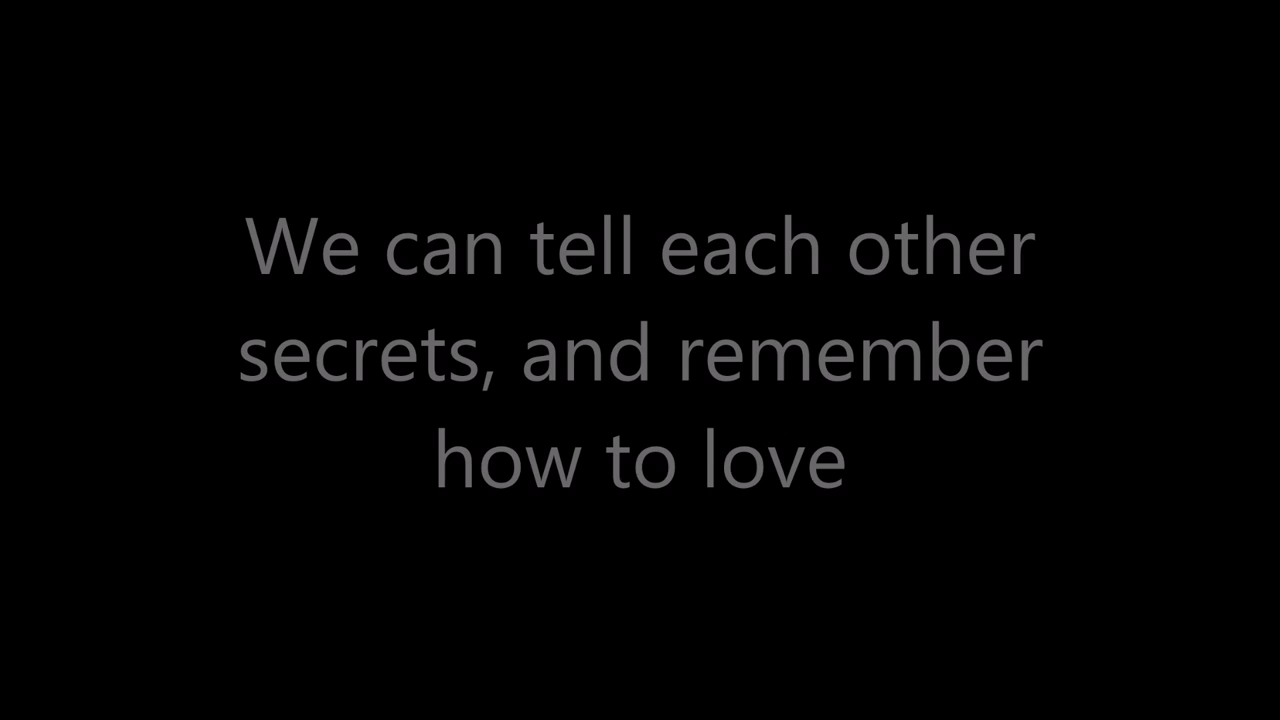 We can tell each other
secrets, and remember
how to love